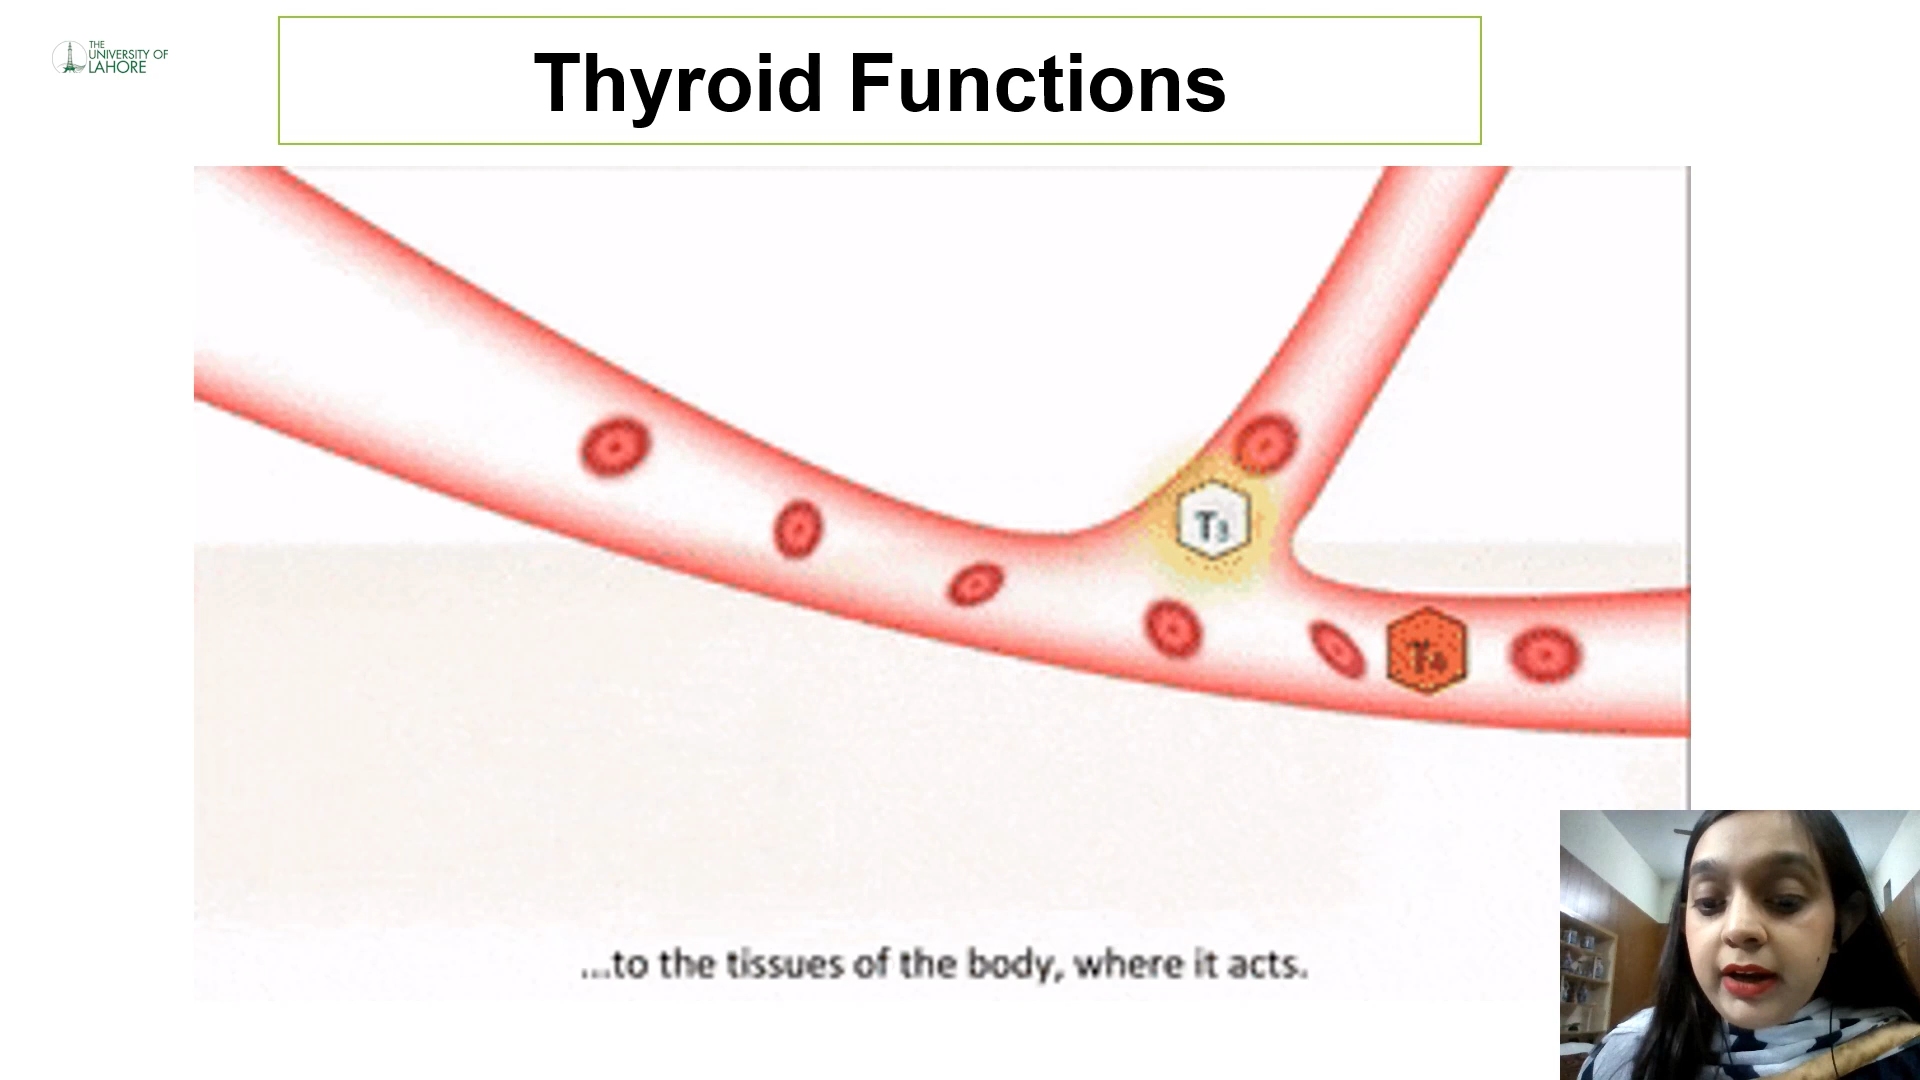 THE
UNIVERSITY OF
LAHORE
Thyroid Functions
T3
T4
...to the tissues of the body, where it acts.